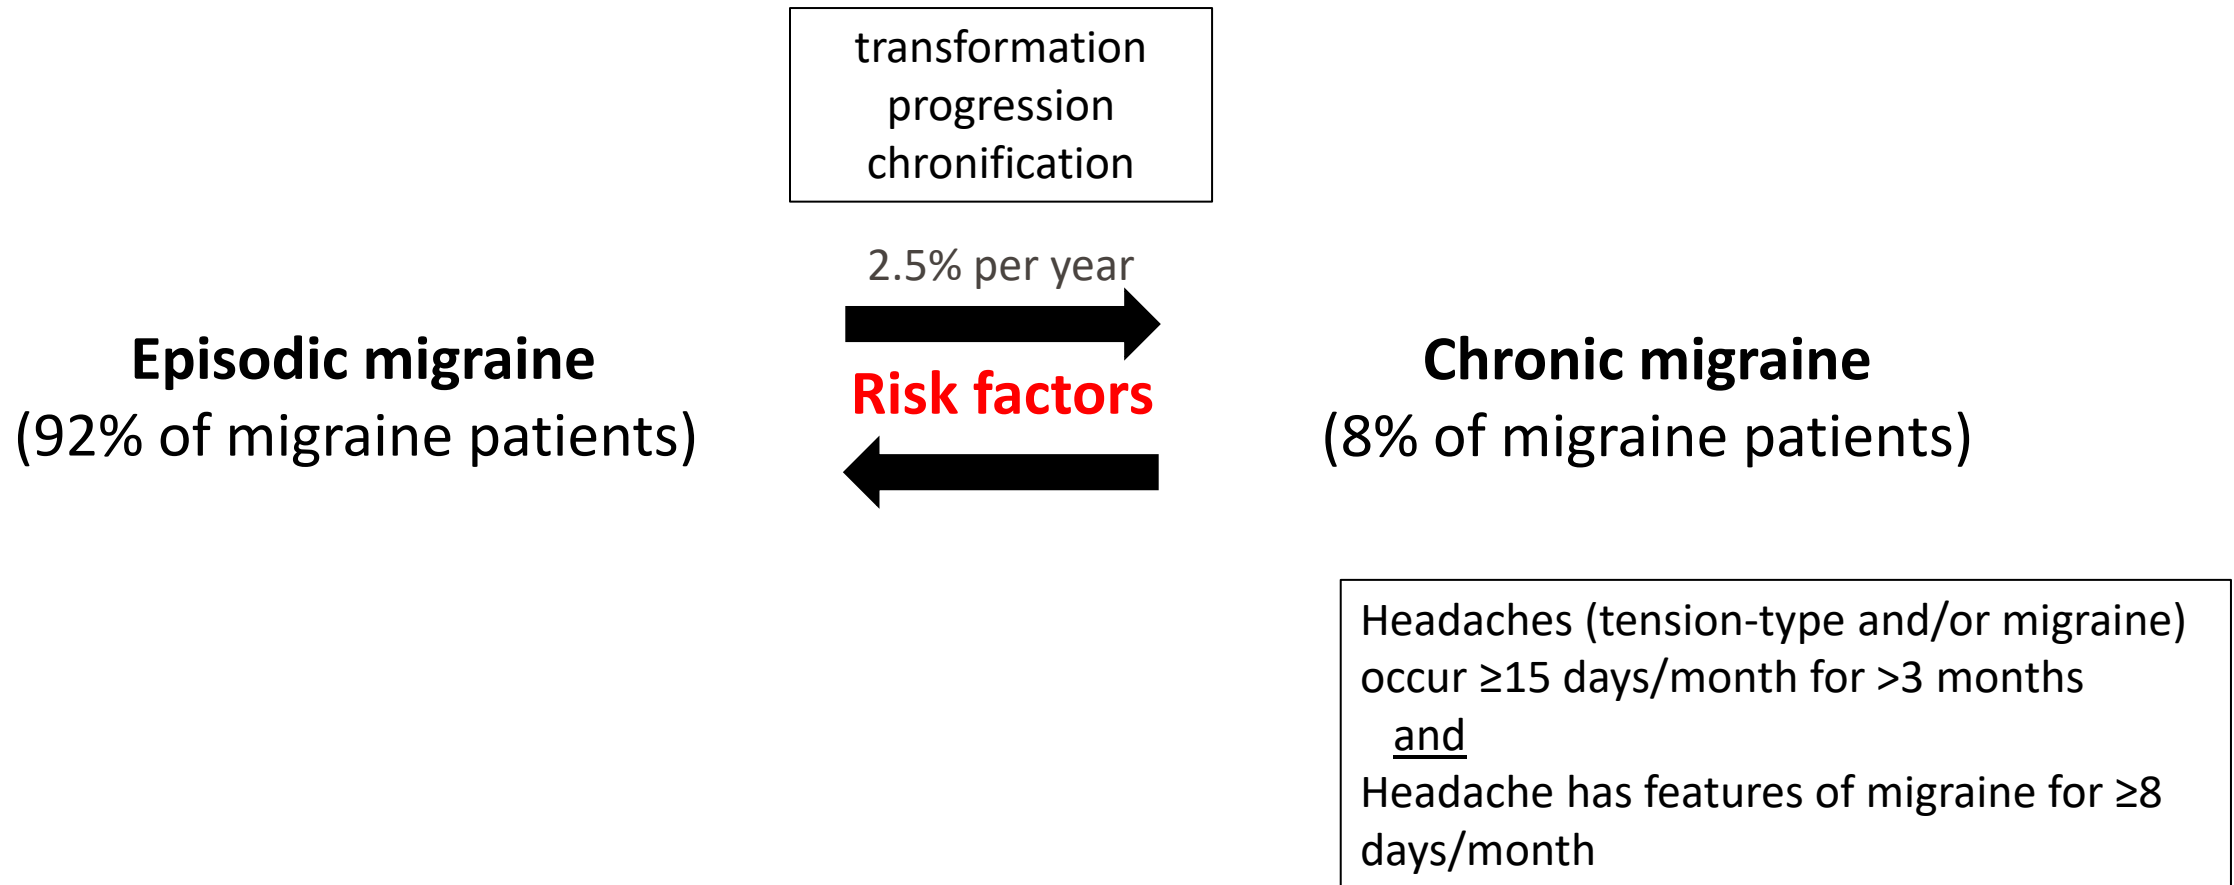 transformation
progression
chronification
2.5% per year
Episodic migraine
(92% of migraine patients)
Risk factors
Chronic migraine
(8% of migraine patients)
Headaches (tension-type and/or migraine)
occur ≥15 days/month for >3 months
and
Headache has features of migraine for ≥8
days/month